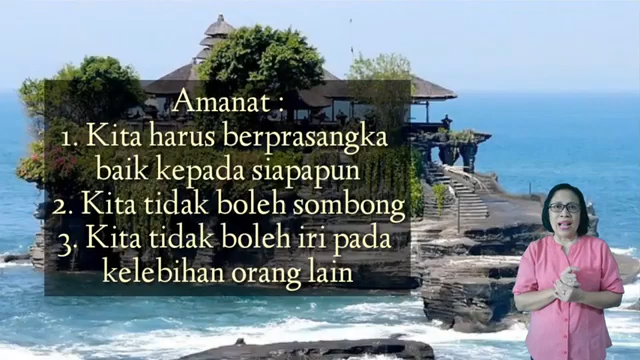 Amanat :
1. Kita harus berprasangka
baik kepada siapapun
2. Kita tidak boleh sombong
3. Kita tidak boleh iri pada
kelebihan orang lain